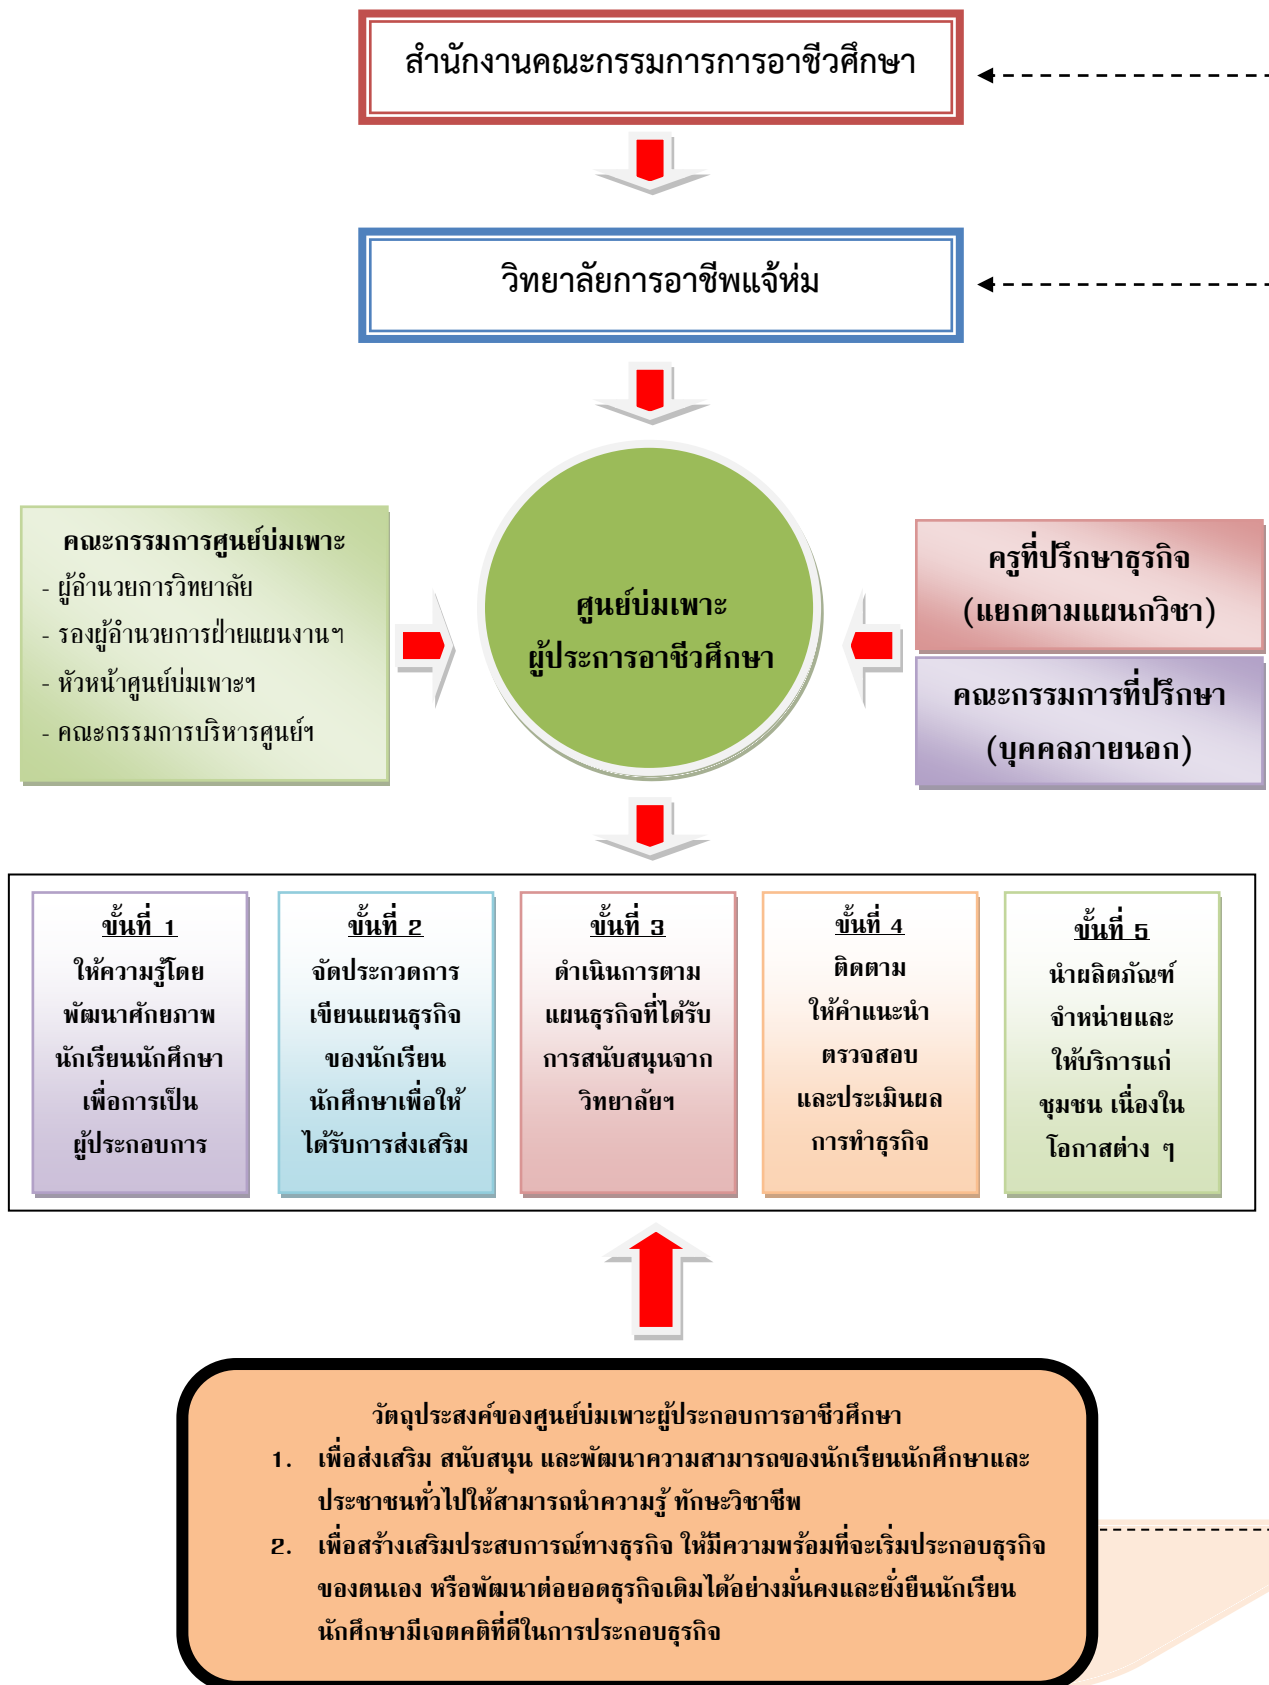 สำนักงานคณะกรรมการการอาชีวศึกษา
วิทยาลัยการอาชีพแจ้ห่ม
คณะกรรมการศูนย์บ่มเพาะ
- ผู้อำนวยการวิทยาลัย
- รองผู้อำนวยการฝ่ายแผนงานฯ
- หัวหน้าศูนย์บ่มเพาะฯ
- คณะกรรมการบริหารศูนย์ฯ
ศูนย์บ่มเพาะ
ผู้ประการอาชีวศึกษา
ครูที่ปรึกษาธุรกิจ
(แยกตามแผนกวิชา)
คณะกรรมการที่ปรึกษา
(บุคคลภายนอก)
ขั้นที่ 1
ให้ความรู้โดย
พัฒนาศักยภาพ
นักเรียนนักศึกษา
เพื่อการเป็น
ผู้ประกอบการ
ขั้นที่ 2
จัดประกวดการ
เขียนแผนธุรกิจ
ของนักเรียน
นักศึกษาเพื่อให้
ได้รับการส่งเสริม
ขั้นที่ 3
ดำเนินการตาม
แผนธุรกิจที่ได้รับ
การสนับสนุนจาก
วิทยาลัยฯ
ขั้นที่ 4
ติดตาม
ให้คำแนะนำ
ตรวจสอบ
และประเมินผล
การทำธุรกิจ
ขั้นที่ 5
นำผลิตภัณฑ์
จำหน่ายและ
ให้บริการแก่
ชุมชน เนื่องใน
โอกาสต่าง ๆ
วัตถุประสงค์ของศูนย์บ่มเพาะผู้ประกอบการอาชีวศึกษา
1. เพื่อส่งเสริม สนับสนุน และพัฒนาความสามารถของนักเรียนนักศึกษาและ
ประชาชนทั่วไปให้สามารถนำความรู้ ทักษะวิชาชีพ
2. เพื่อสร้างเสริมประสบการณ์ทางธุรกิจ ให้มีความพร้อมที่จะเริ่มประกอบธุรกิจ
ของตนเอง หรือพัฒนาต่อยอดธุรกิจเดิมได้อย่างมั่นคงและยั่งยืนนักเรียน
นักศึกษามีเจตคติที่ดีในการประกอบธุรกิจ